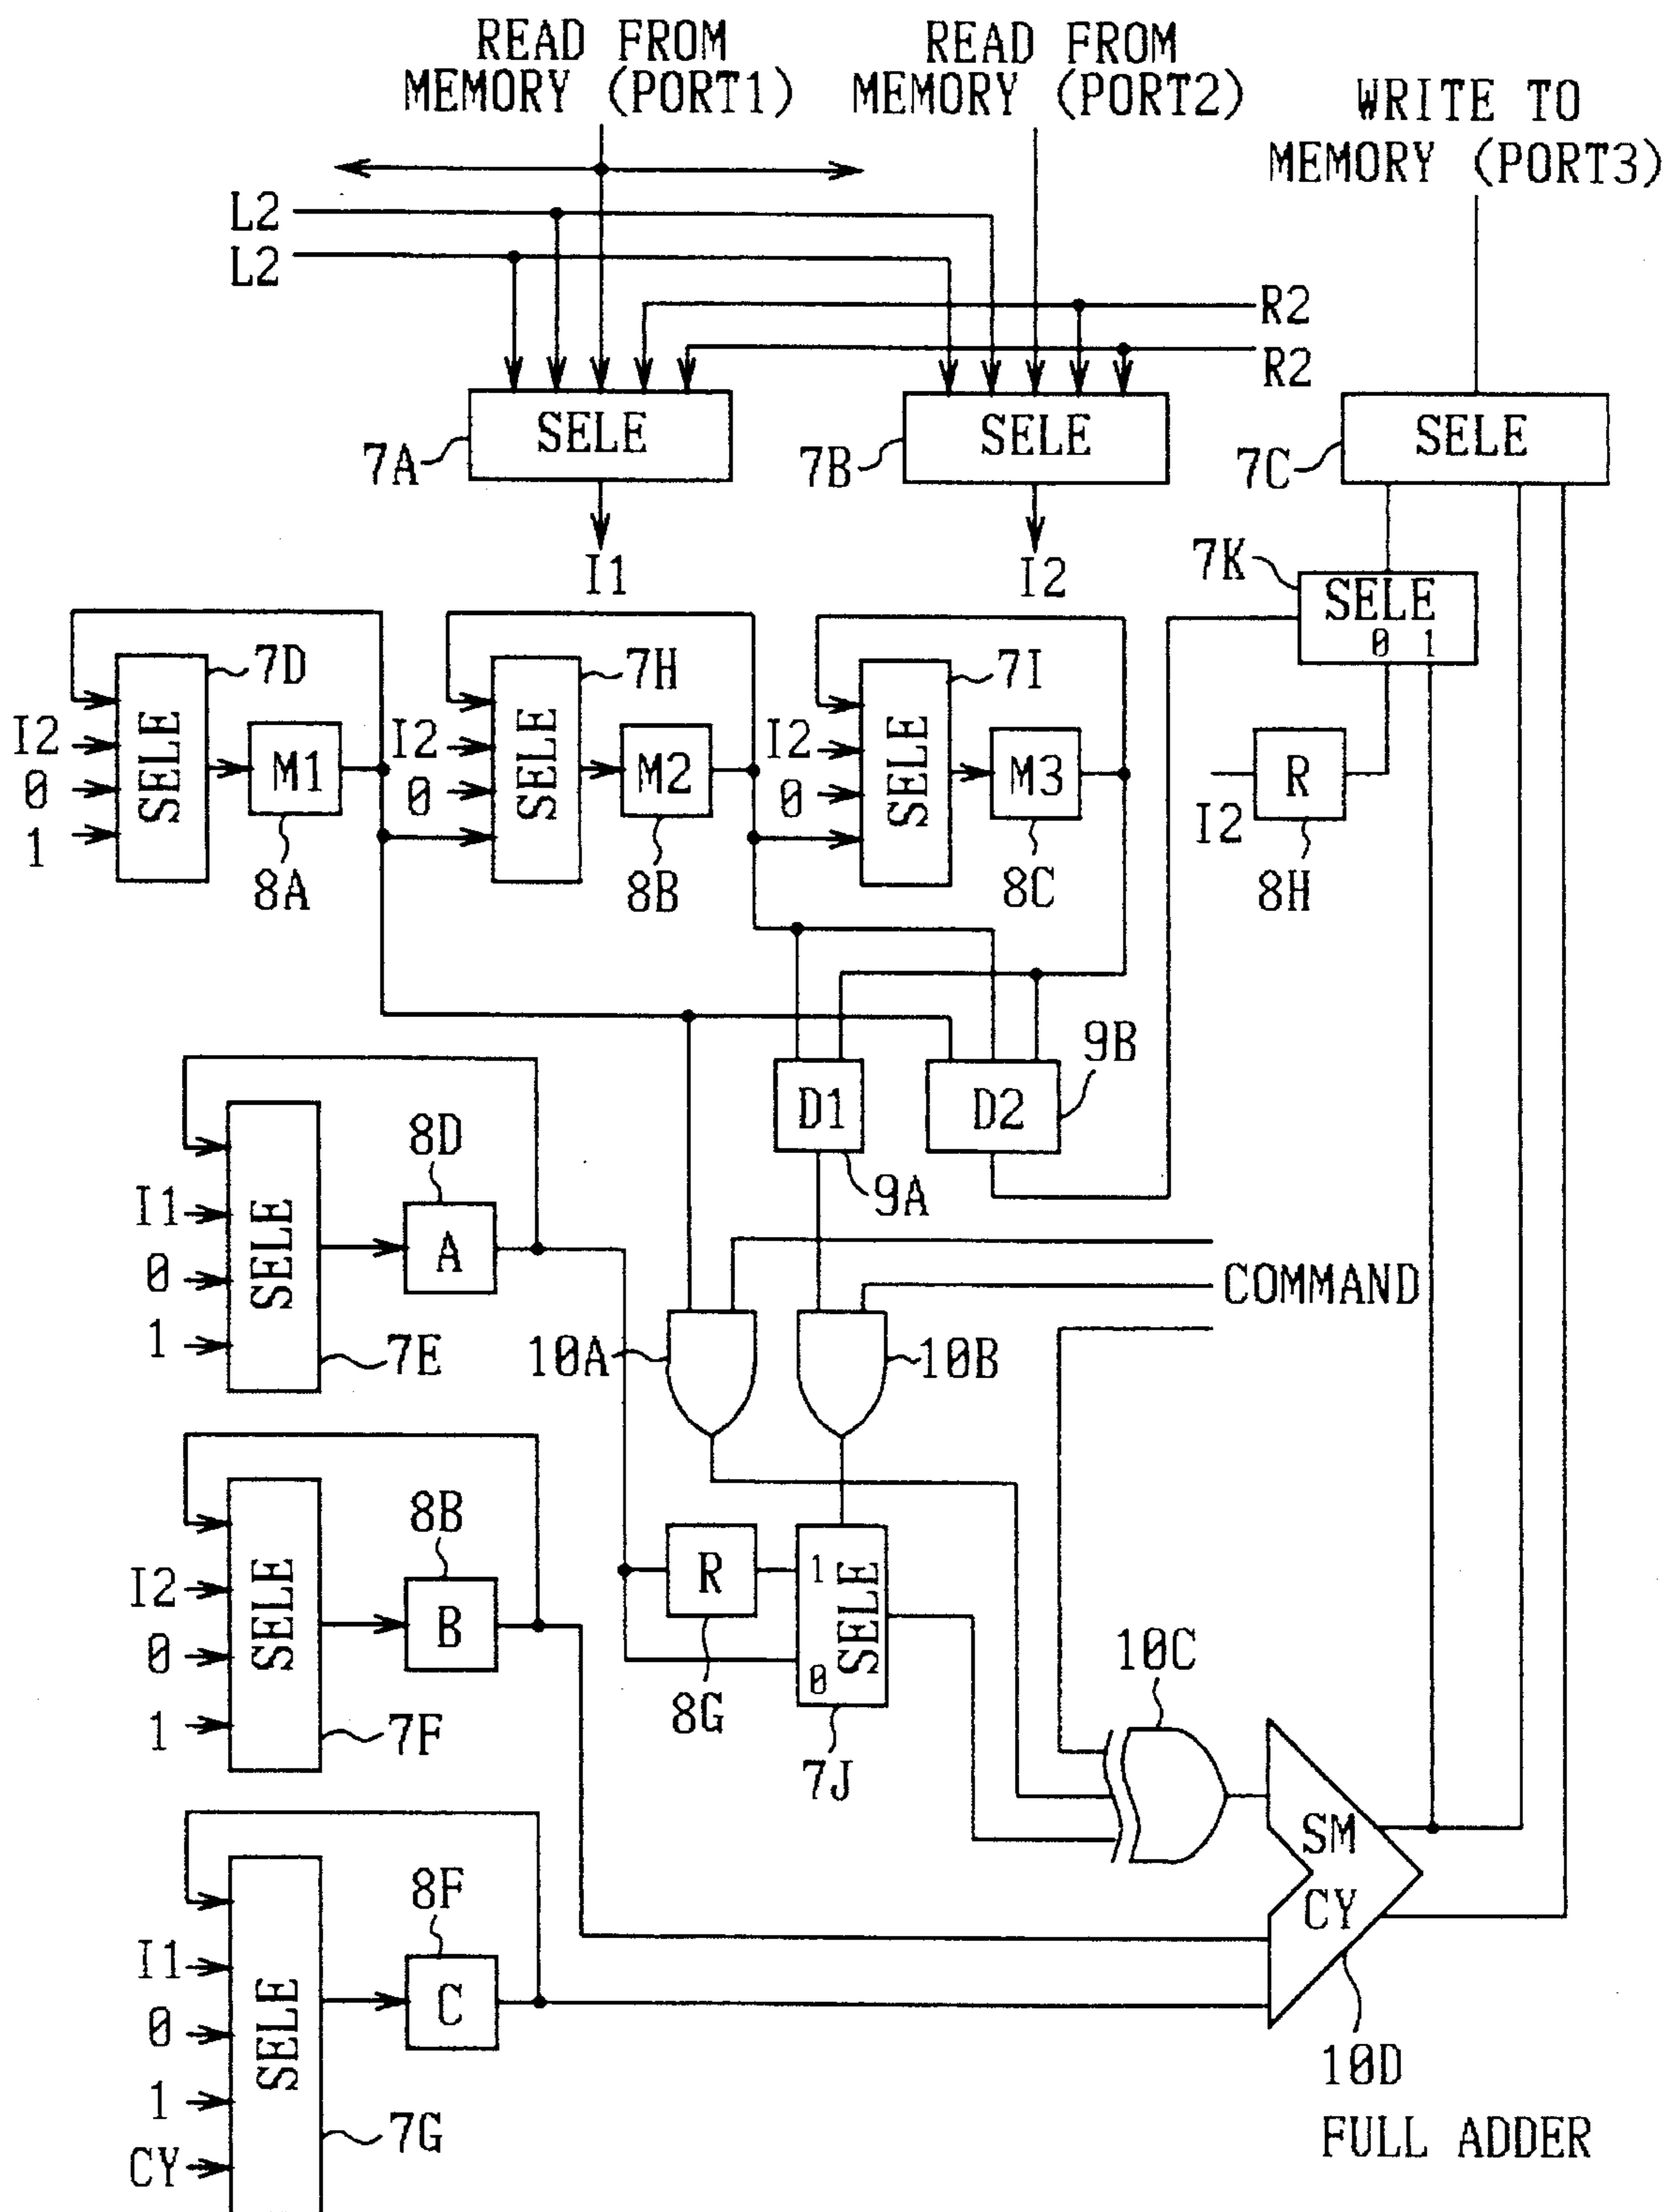 READ FROM
MEMORY (PORT1)
READ FROM
MEMORY (PORT2)
WRITE TO
MEMORY (PORT3)
L2
L2
R2
R2
SELE
7A
SELE
7B
SELE
7C
I1
I2
7K
SELE
0 1
7D
SELE
I2
0
1
M1
8A
7H
SELE
I2
0
M2
8B
7I
SELE
I2
0
M3
8C
I2
R
8H
D1
9A
D2
9B
8D
I1
0
1
SELE
A
7E
COMMAND
10A
10B
8B
I2
0
1
SELE
B
7F
R
8G
1
0
SELE
7J
10C
8F
I1
0
1
CY
SELE
C
7G
SM
CY
10D
FULL ADDER